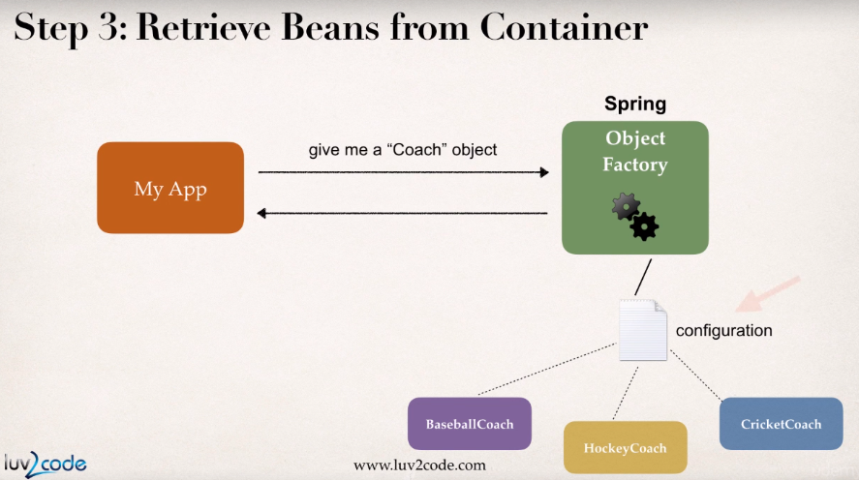 Step 3: Retrieve Beans from Container
Spring
Object
Factory
give me a “Coach” object
My App
configuration
BaseballCoach
HockeyCoach
CricketCoach
luv2code
www.luv2code.com